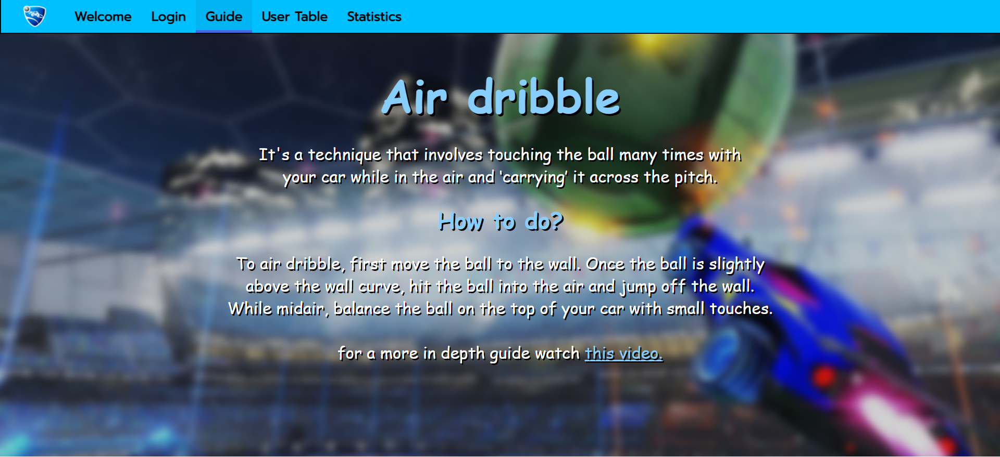 Welcome Login Guide User Table Statistics
Air dribble
It's a technique that involves touching the ball many times with
your car while in the air and ‘carrying’ it across the pitch.
How to do?
To air dribble, first move the ball to the wall. Once the ball is slightly
above the wall curve, hit the ball into the air and jump off the wall.
While midair, balance the ball on the top of your car with small touches.
for a more in depth guide watch this video.